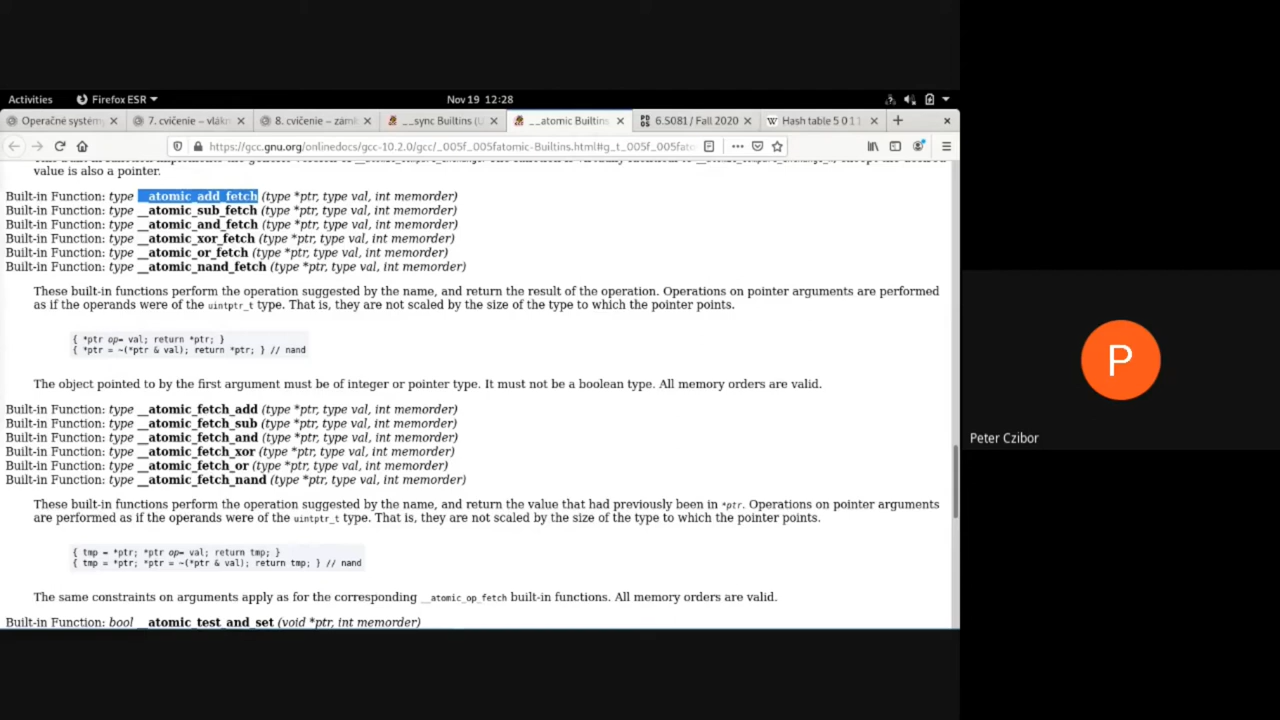 Activities
Firefox ESR
Nov 19 12:28
Operačné systém
7. cvičenie – vlákn
8. cvičenie – zámk
__sync Builtins (U
__atomic Builtins
6.S081 / Fall 2020
W Hash table 5 0 1 1
https://gcc.gnu.org/onlinedocs/gcc-10.2.0/gcc/_005f_005fatomic-Builtins.html#g_t_005f_005fato
value is also a pointer.
Built-in Function: type __atomic_add_fetch (type *ptr, type val, int memorder)
Built-in Function: type __atomic_sub_fetch (type *ptr, type val, int memorder)
Built-in Function: type __atomic_and_fetch (type *ptr, type val, int memorder)
Built-in Function: type __atomic_xor_fetch (type *ptr, type val, int memorder)
Built-in Function: type __atomic_or_fetch (type *ptr, type val, int memorder)
Built-in Function: type __atomic_nand_fetch (type *ptr, type val, int memorder)
These built-in functions perform the operation suggested by the name, and return the result of the operation. Operations on pointer arguments are performed
as if the operands were of the uintptr_t type. That is, they are not scaled by the size of the type to which the pointer points.
{ *ptr op= val; return *ptr; }
{ *ptr = ~(*ptr & val); return *ptr; } // nand
The object pointed to by the first argument must be of integer or pointer type. It must not be a boolean type. All memory orders are valid.
Built-in Function: type __atomic_fetch_add (type *ptr, type val, int memorder)
Built-in Function: type __atomic_fetch_sub (type *ptr, type val, int memorder)
Built-in Function: type __atomic_fetch_and (type *ptr, type val, int memorder)
Built-in Function: type __atomic_fetch_xor (type *ptr, type val, int memorder)
Built-in Function: type __atomic_fetch_or (type *ptr, type val, int memorder)
Built-in Function: type __atomic_fetch_nand (type *ptr, type val, int memorder)
These built-in functions perform the operation suggested by the name, and return the value that had previously been in *ptr. Operations on pointer arguments
are performed as if the operands were of the uintptr_t type. That is, they are not scaled by the size of the type to which the pointer points.
{ tmp = *ptr; *ptr op= val; return tmp; }
{ tmp = *ptr; *ptr = ~(*ptr & val); return tmp; } // nand
The same constraints on arguments apply as for the corresponding __atomic_op_fetch built-in functions. All memory orders are valid.
Built-in Function: bool __atomic_test_and_set (void *ptr, int memorder)
P
Peter Czibor